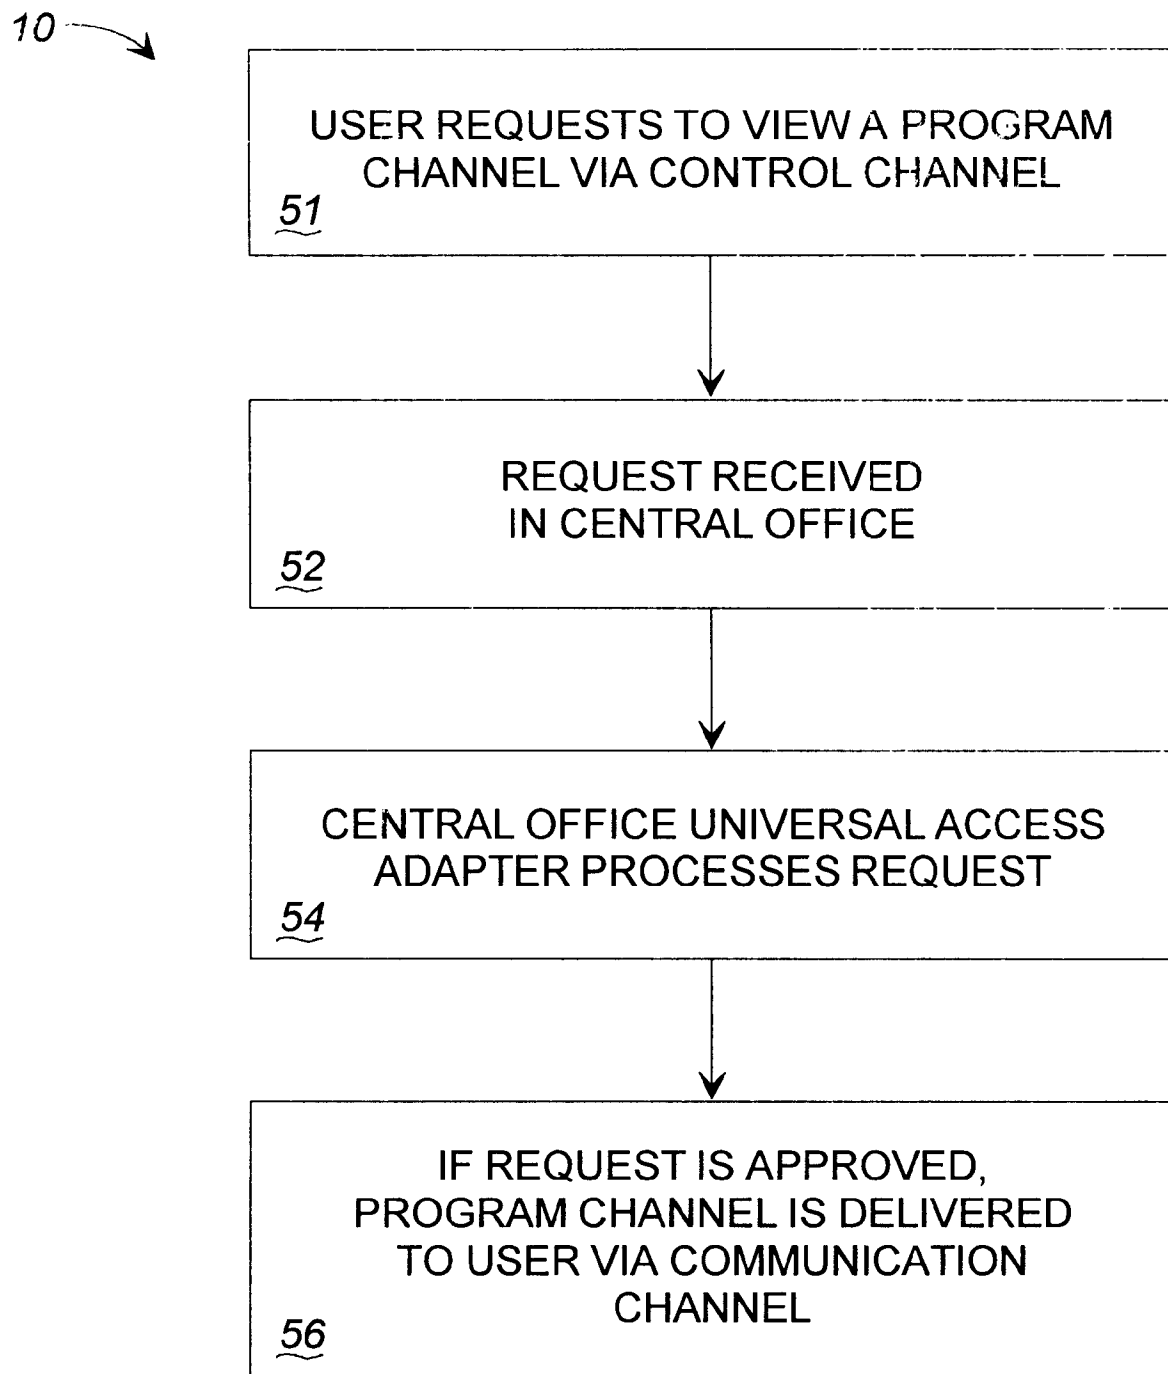 10
USER REQUESTS TO VIEW A PROGRAM
CHANNEL VIA CONTROL CHANNEL
51
REQUEST RECEIVED
IN CENTRAL OFFICE
52
CENTRAL OFFICE UNIVERSAL ACCESS
ADAPTER PROCESSES REQUEST
54
IF REQUEST IS APPROVED,
PROGRAM CHANNEL IS DELIVERED
TO USER VIA COMMUNICATION
CHANNEL
56